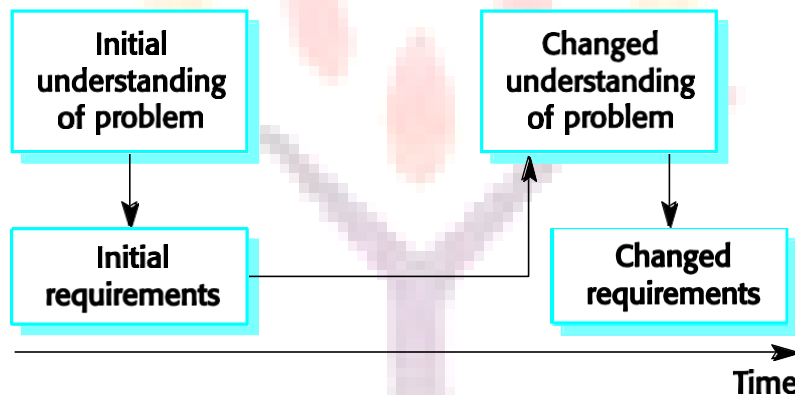 Initial
understanding
of problem
Changed
understanding
of problem
Initial
requirements
Changed
requirements
Time